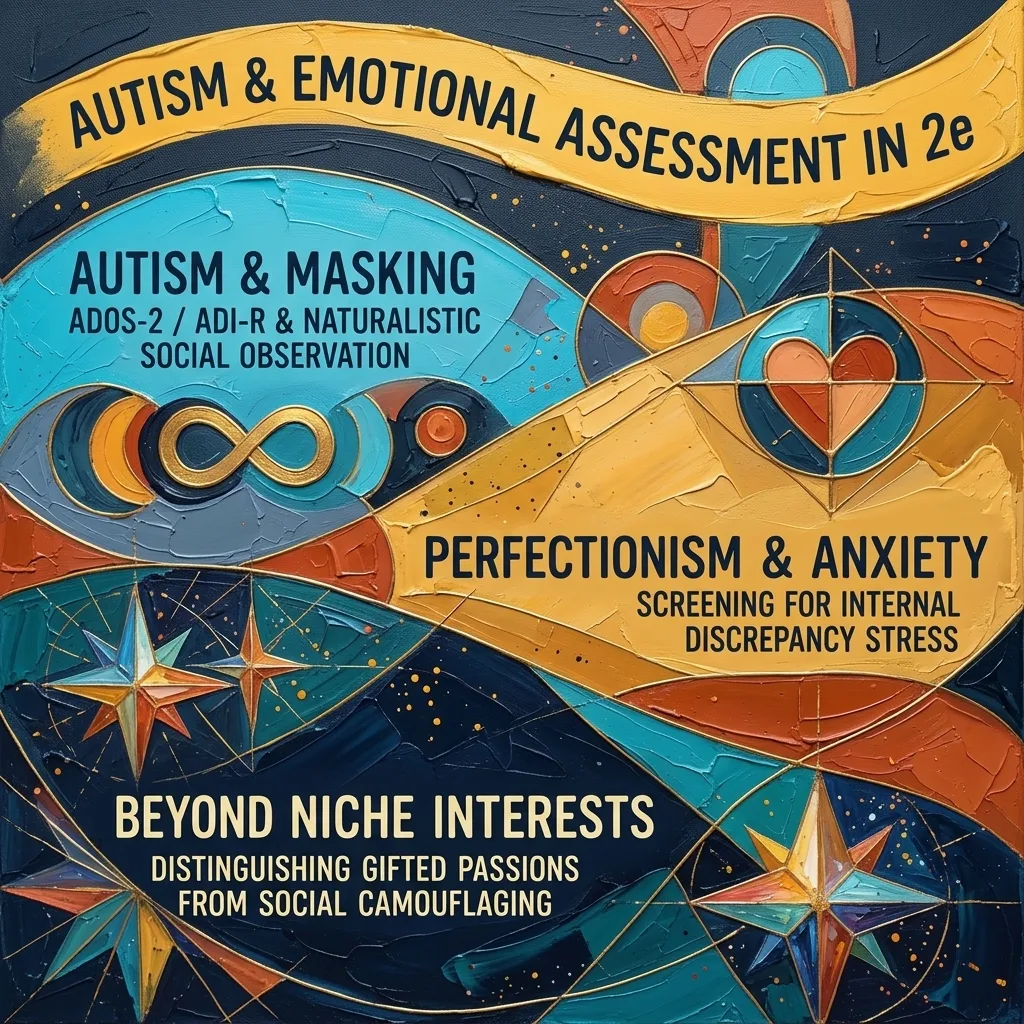 AUTISM & EMOTIONAL ASSESSMENT IN 2e
AUTISM & MASKING
ADOS-2 / ADI-R & NATURALISTIC
SOCIAL OBSERVATION
PERFECTIONISM & ANXIETY
SCREENING FOR INTERNAL
DISCREPANCY STRESS
BEYOND NICHE INTERESTS
DISTINGUISHING GIFTED PASSIONS
FROM SOCIAL CAMOUFLAGING